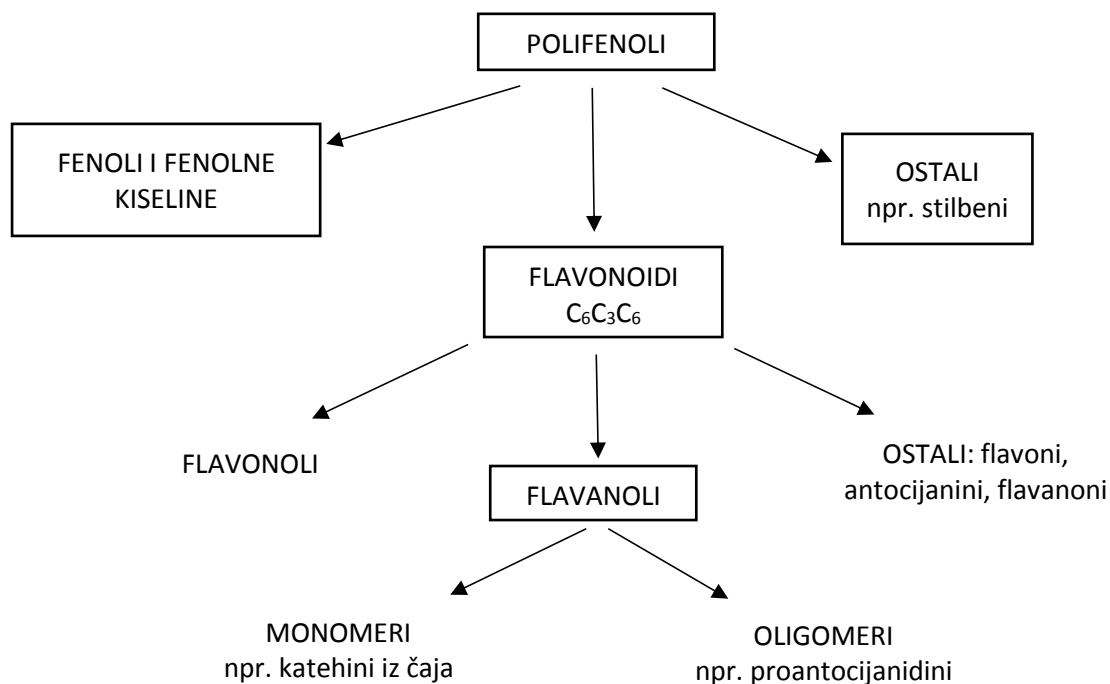 POLIFENOLI
FENOLI I FENOLNE
KISELINE
OSTALI
npr. stilbeni
FLAVONOIDI
C₆C₃C₆
FLAVONOLI
OSTALI: flavoni,
antocijanini, flavanoni
FLAVANOLI
MONOMERI
npr. katehini iz čaja
OLIGOMERI
npr. proantocijanidini